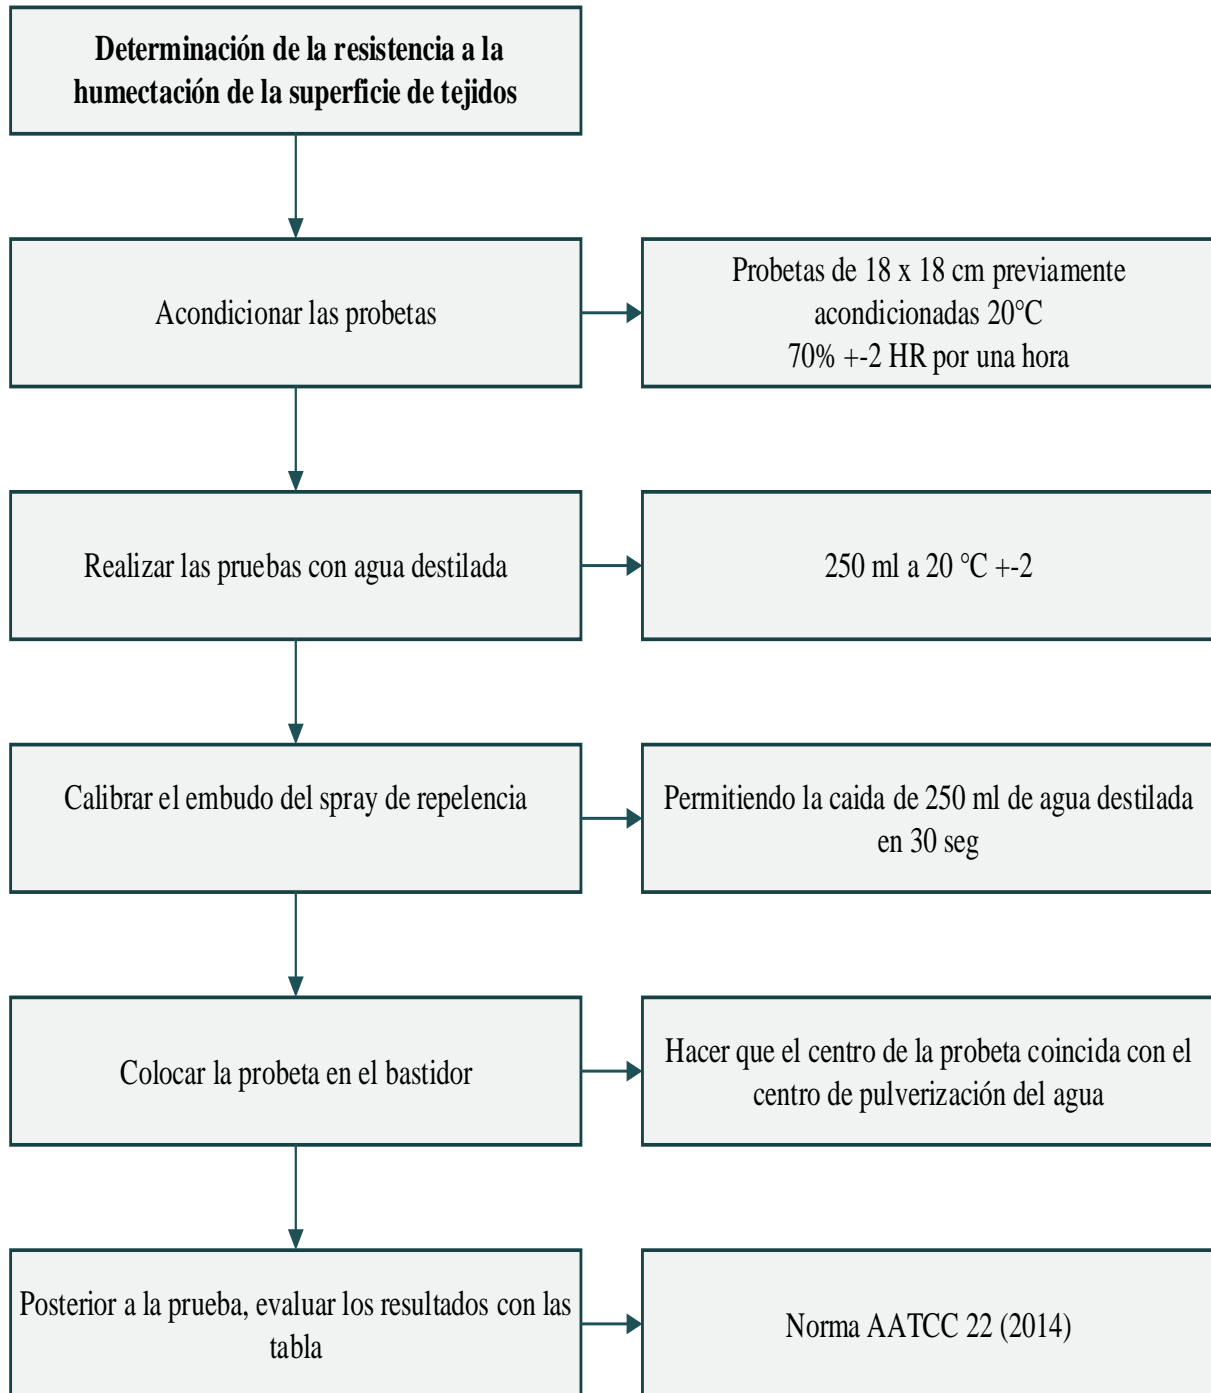 Determinación de la resistencia a la
humectación de la superficie de tejidos
Acondicionar las probetas
Probetas de 18 x 18 cm previamente
acondicionadas 20°C
70% +-2 HR por una hora
Realizar las pruebas con agua destilada
250 ml a 20 °C +-2
Calibrar el embudo del spray de repelencia
Permitiendo la caida de 250 ml de agua destilada
en 30 seg
Colocar la probeta en el bastidor
Hacer que el centro de la probeta coincida con el
centro de pulverización del agua
Posterior a la prueba, evaluar los resultados con las
tabla
Norma AATCC 22 (2014)